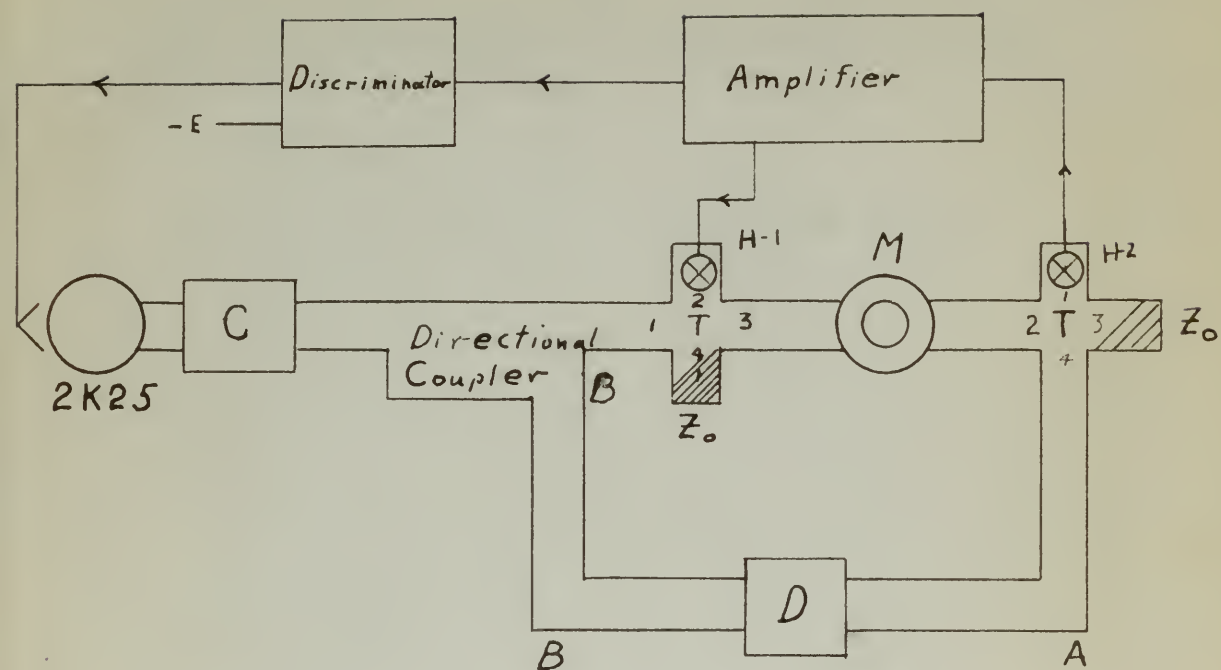 Discriminator
Amplifier
-E
H-1
M
H-2
2
1
C
1 T 3
2 T 3
Z₀
4
4
Directional
Coupler
B
2K25
Z₀
D
B
A